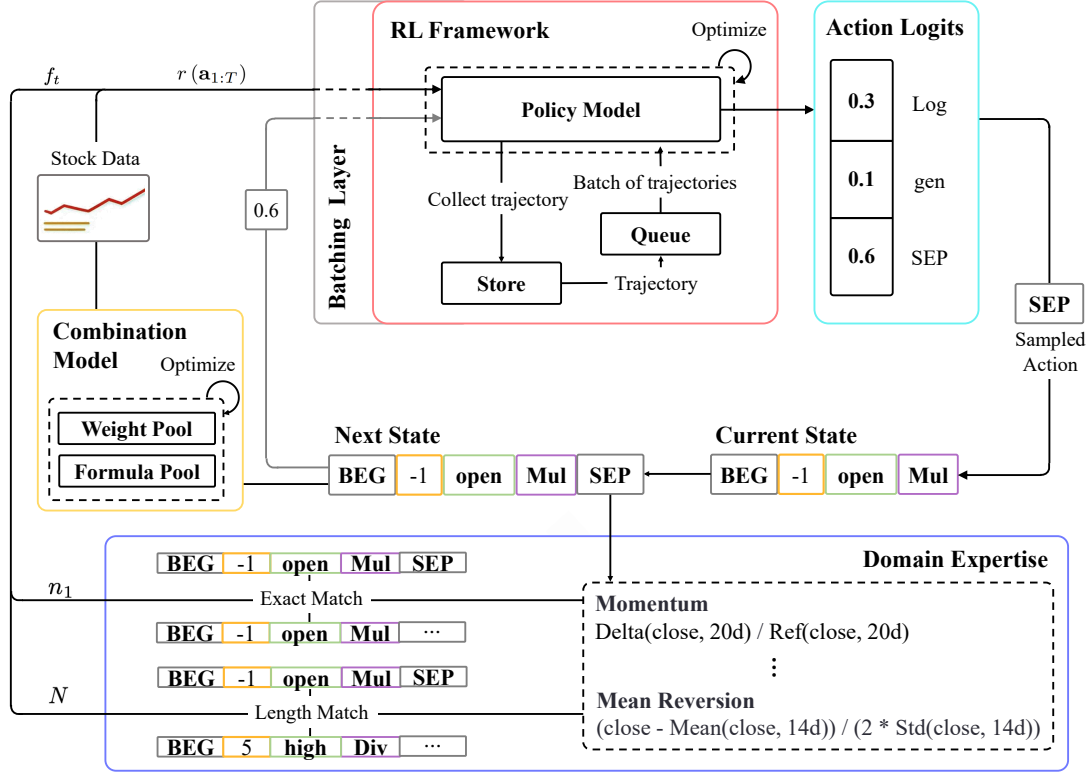 RL Framework
Optimize
Action Logits
f_t
r (a_{1:T})
Batching Layer
Policy Model
0.3
Log
Stock Data
0.6
Collect trajectory
Batch of trajectories
0.1
gen
Queue
Store
Trajectory
0.6
SEP
SEP
Sampled
Action
Combination
Model
Optimize
Weight Pool
Formula Pool
Next State
BEG -1 open Mul SEP
Current State
BEG -1 open Mul
Domain Expertise
BEG -1 open Mul SEP
n_1
Exact Match
BEG -1 open Mul ...
BEG -1 open Mul SEP
N
Length Match
BEG 5 high Div ...
Momentum
Delta(close, 20d) / Ref(close, 20d)
⋮
Mean Reversion
(close - Mean(close, 14d)) / (2 * Std(close, 14d))